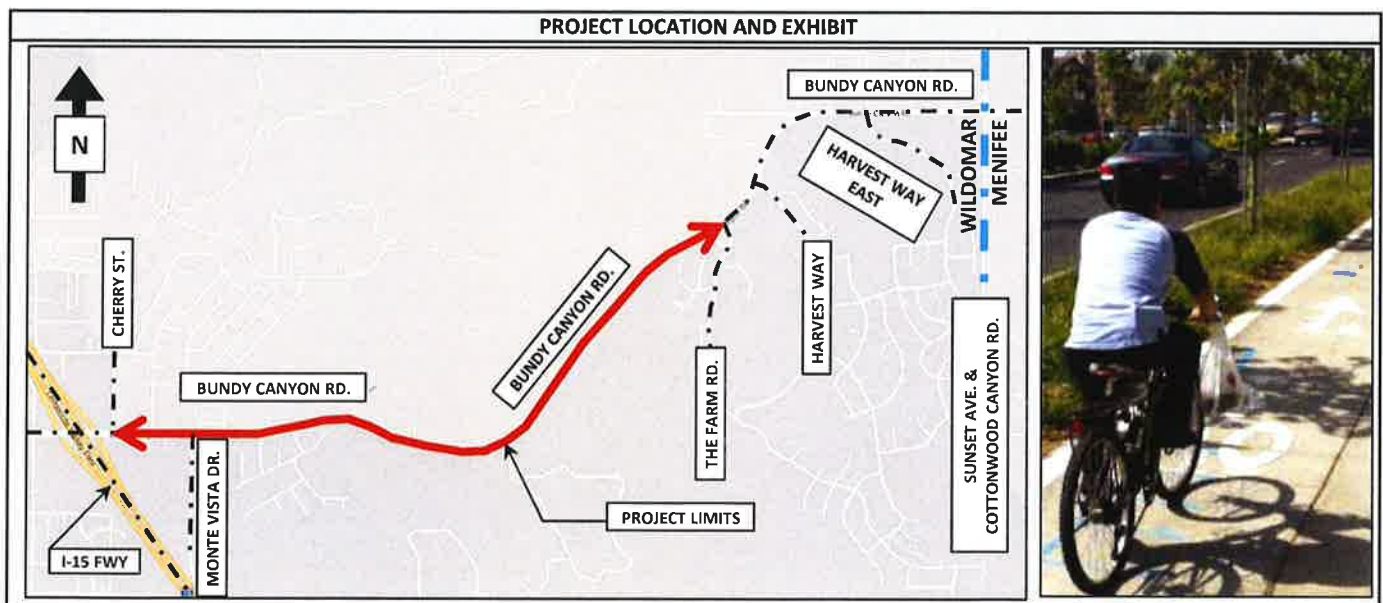 PROJECT LOCATION AND EXHIBIT
N
BUNDY CANYON RD.
HARVEST WAY
EAST
WILDOMAR
MENIFEE
CHERRY ST.
BUNDY CANYON RD.
HARVEST WAY
BUNDY CANYON RD.
THE FARM RD.
SUNSET AVE. &
COTTONWOOD CANYON RD.
MONTE VISTA DR.
PROJECT LIMITS
I-15 FWY